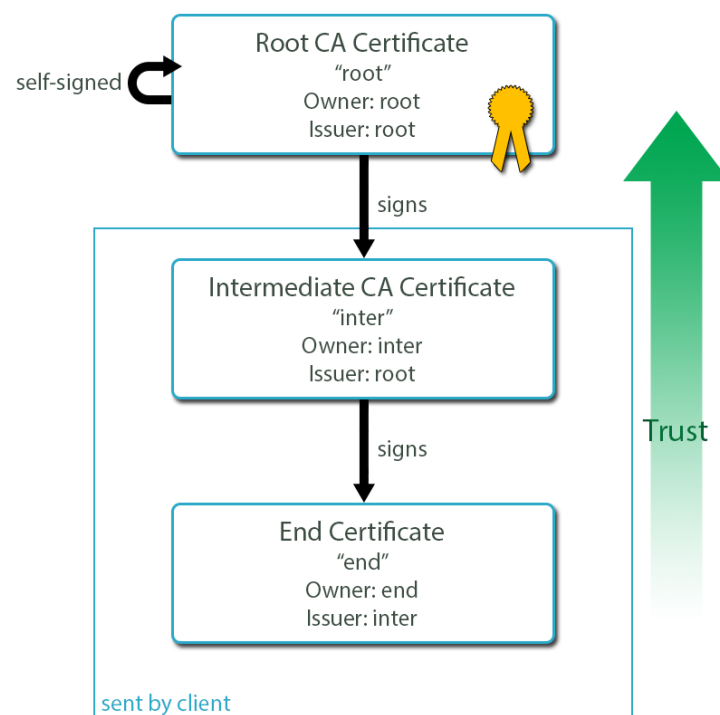 Root CA Certificate
“root”
Owner: root
Issuer: root
self-signed
signs
Intermediate CA Certificate
“inter”
Owner: inter
Issuer: root
Trust
signs
End Certificate
“end”
Owner: end
Issuer: inter
sent by client